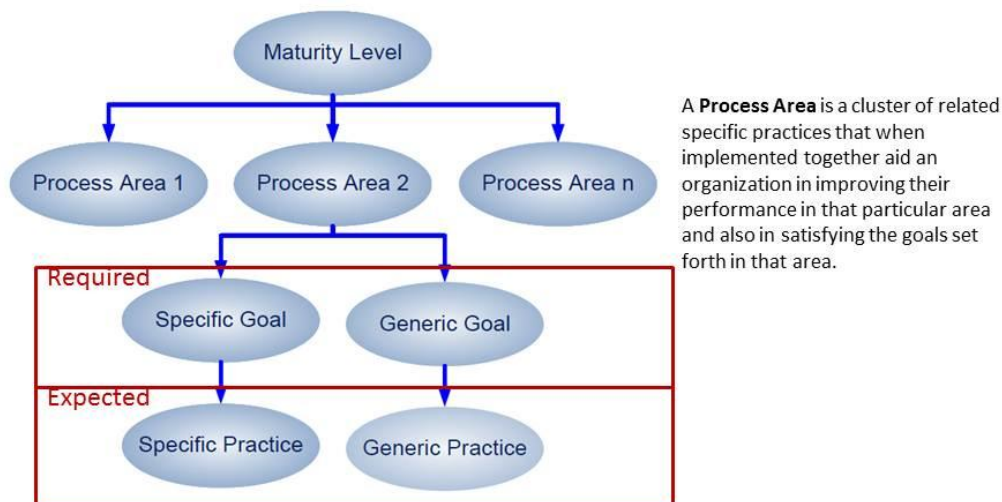 Maturity Level
A Process Area is a cluster of related
specific practices that when
implemented together aid an
organization in improving their
performance in that particular area
and also in satisfying the goals set
forth in that area.
Process Area 1
Process Area 2
Process Area n
Required
Specific Goal
Generic Goal
Expected
Specific Practice
Generic Practice